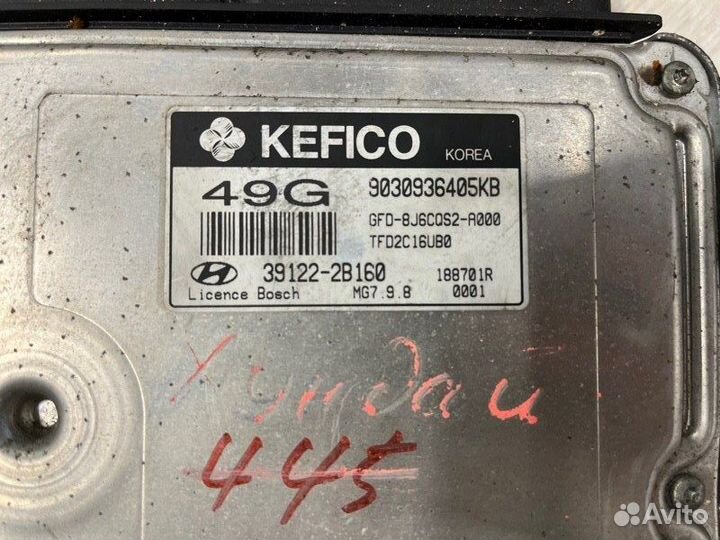 KEFICO KOREA
49G 9030936405KB
GFD-8J6CQS2-A000
TFD2C16UB0
39122-2B160 188701R
Licence Bosch MG7.9.8 0001
Хундай
445
Avito